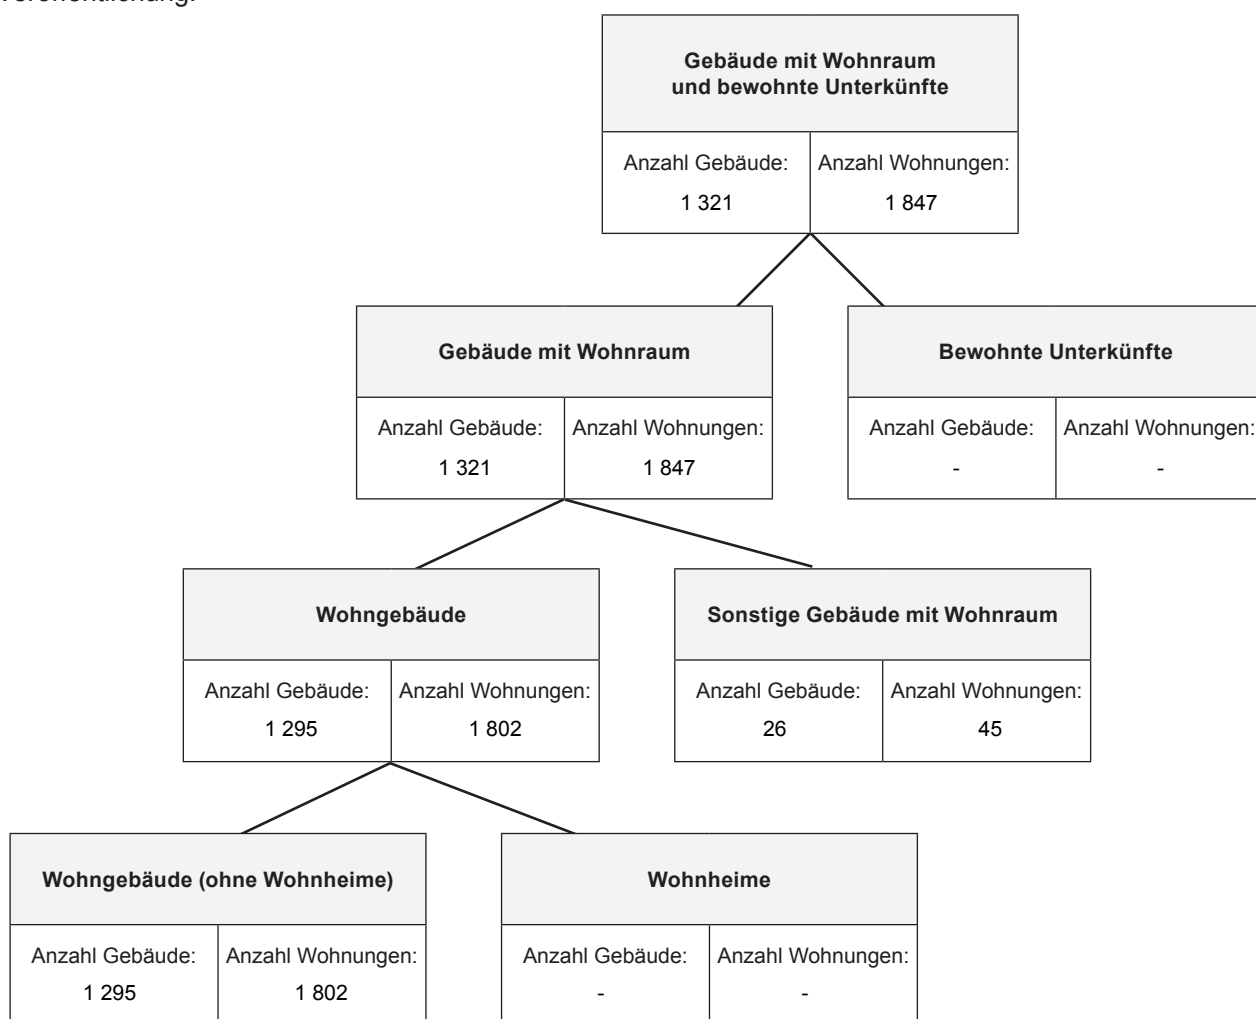 Veröffentlichung.
Gebäude mit Wohnraum
und bewohnte Unterkünfte
Anzahl Gebäude: Anzahl Wohnungen:
1 321 1 847
Gebäude mit Wohnraum Bewohnte Unterkünfte
Anzahl Gebäude: Anzahl Wohnungen: Anzahl Gebäude: Anzahl Wohnungen:
1 321 1 847 - -
Wohngebäude Sonstige Gebäude mit Wohnraum
Anzahl Gebäude: Anzahl Wohnungen: Anzahl Gebäude: Anzahl Wohnungen:
1 295 1 802 26 45
Wohngebäude (ohne Wohnheime) Wohnheime
Anzahl Gebäude: Anzahl Wohnungen: Anzahl Gebäude: Anzahl Wohnungen:
1 295 1 802 - -